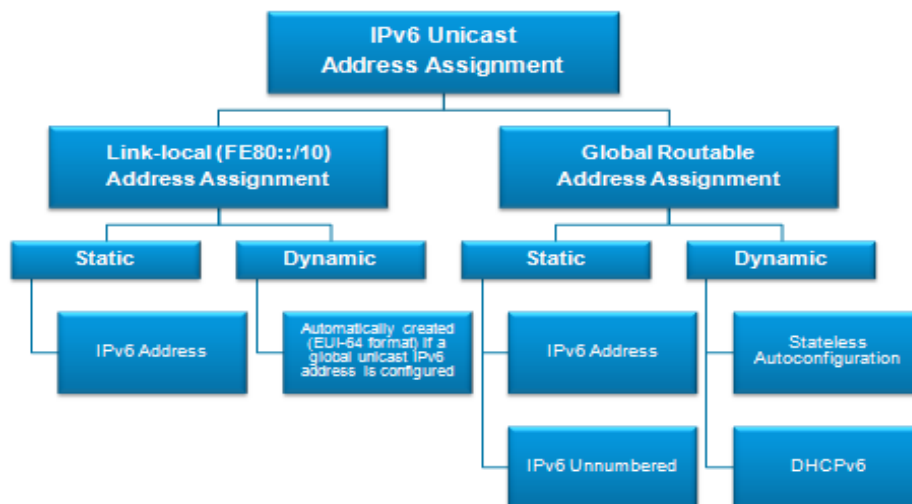 IPv6 Unicast
Address Assignment
Link-local (FE80::/10)
Address Assignment
Global Routable
Address Assignment
Static
Dynamic
Static
Dynamic
IPv6 Address
Automatically created
(EUI-64 format) if a
global unicast IPv6
address is configured
IPv6 Address
Stateless
Autoconfiguration
IPv6 Unnumbered
DHCPv6